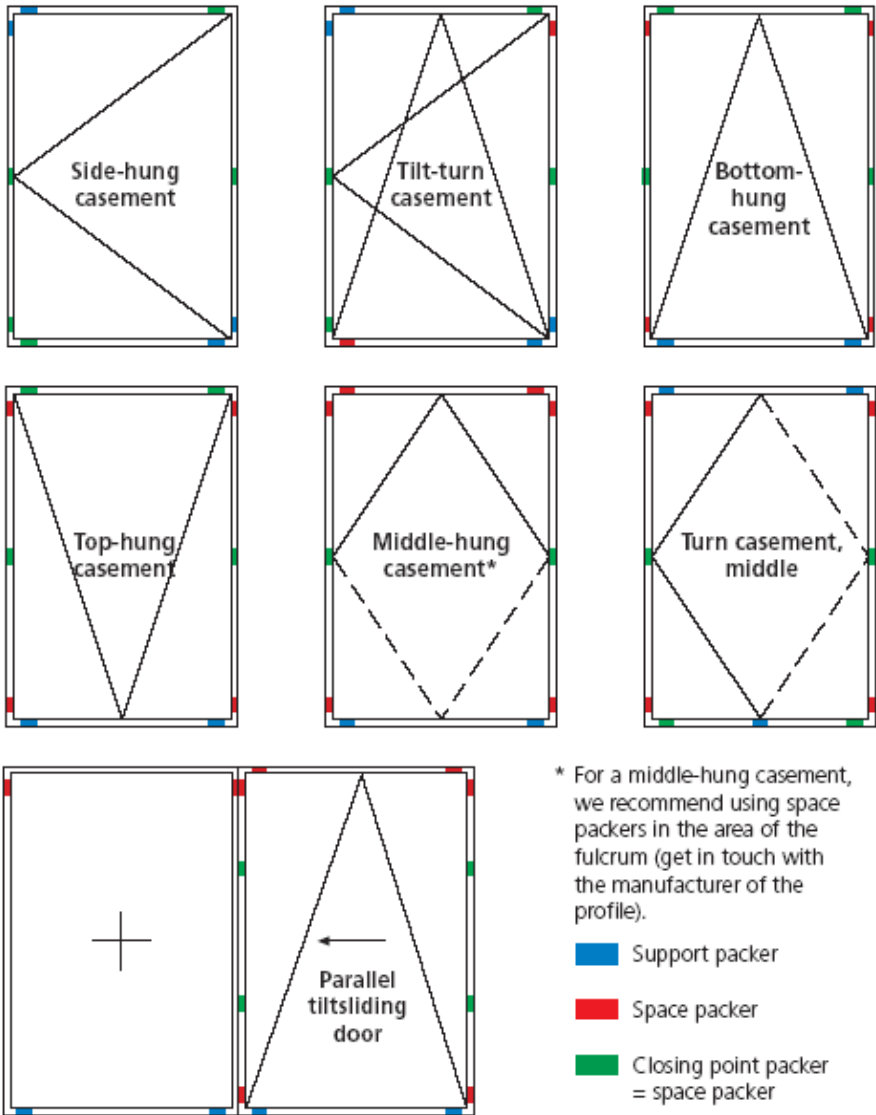 Side-hung
casement
Tilt-turn
casement
Bottom-
hung
casement
Top-hung
casement
Middle-hung
casement*
Turn casement,
middle
Parallel
tiltsliding
door
* For a middle-hung casement,
we recommend using space
packers in the area of the
fulcrum (get in touch with
the manufacturer of the
profile).
Support packer
Space packer
Closing point packer
= space packer